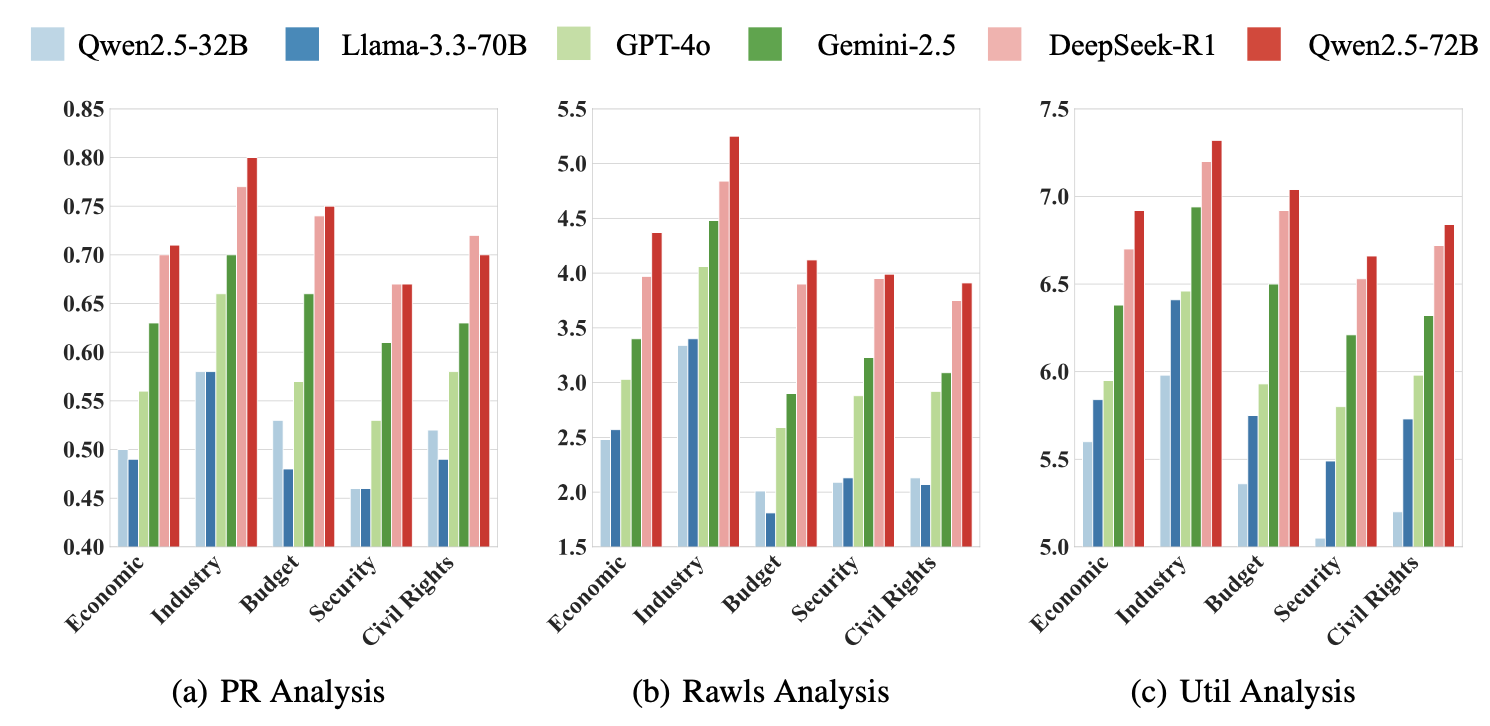 Qwen2.5-32B Llama-3.3-70B GPT-4o Gemini-2.5 DeepSeek-R1 Qwen2.5-72B
0.85
0.80
0.75
0.70
0.65
0.60
0.55
0.50
0.45
0.40
Economic
Industry
Budget
Security
Civil Rights
(a) PR Analysis
5.5
5.0
4.5
4.0
3.5
3.0
2.5
2.0
1.5
Economic
Industry
Budget
Security
Civil Rights
(b) Rawls Analysis
7.5
7.0
6.5
6.0
5.5
5.0
Economic
Industry
Budget
Security
Civil Rights
(c) Util Analysis